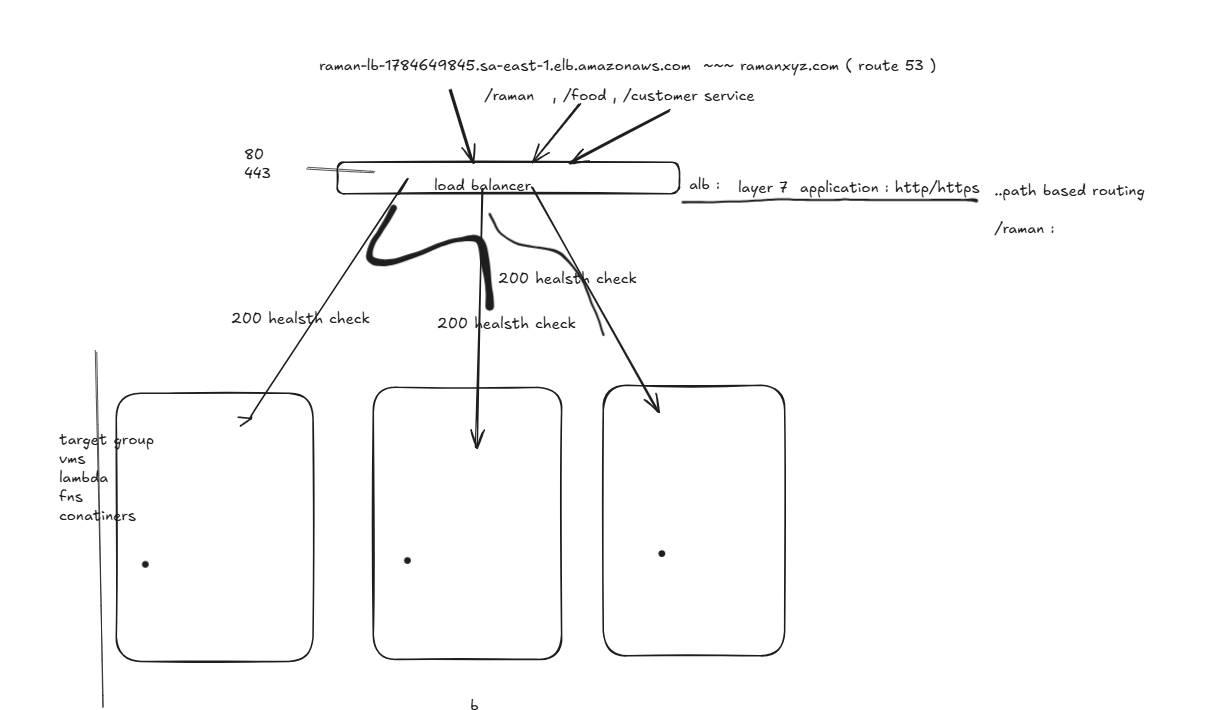 raman-lb-1784649845.sa-east-1.elb.amazonaws.com ~~~ ramanxyz.com ( route 53 )
/raman , /food , /customer service
80
443
load balancer
alb : layer 7 application : http/https ..path based routing
/raman :
200 healsth check
200 healsth check
200 healsth check
target group
vms
lambda
fns
conatiners
b